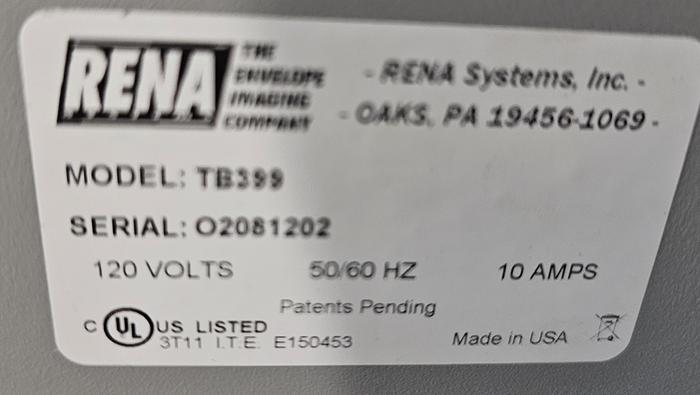 RENA
THE
ENVELOPE
IMAGING
COMPANY
- RENA Systems, Inc. -
- OAKS, PA 19456-1069 -
MODEL: TB399
SERIAL: O2081202
120 VOLTS 50/60 HZ 10 AMPS
Patents Pending
C UL US LISTED
3T11 I.T.E. E150453
Made in USA